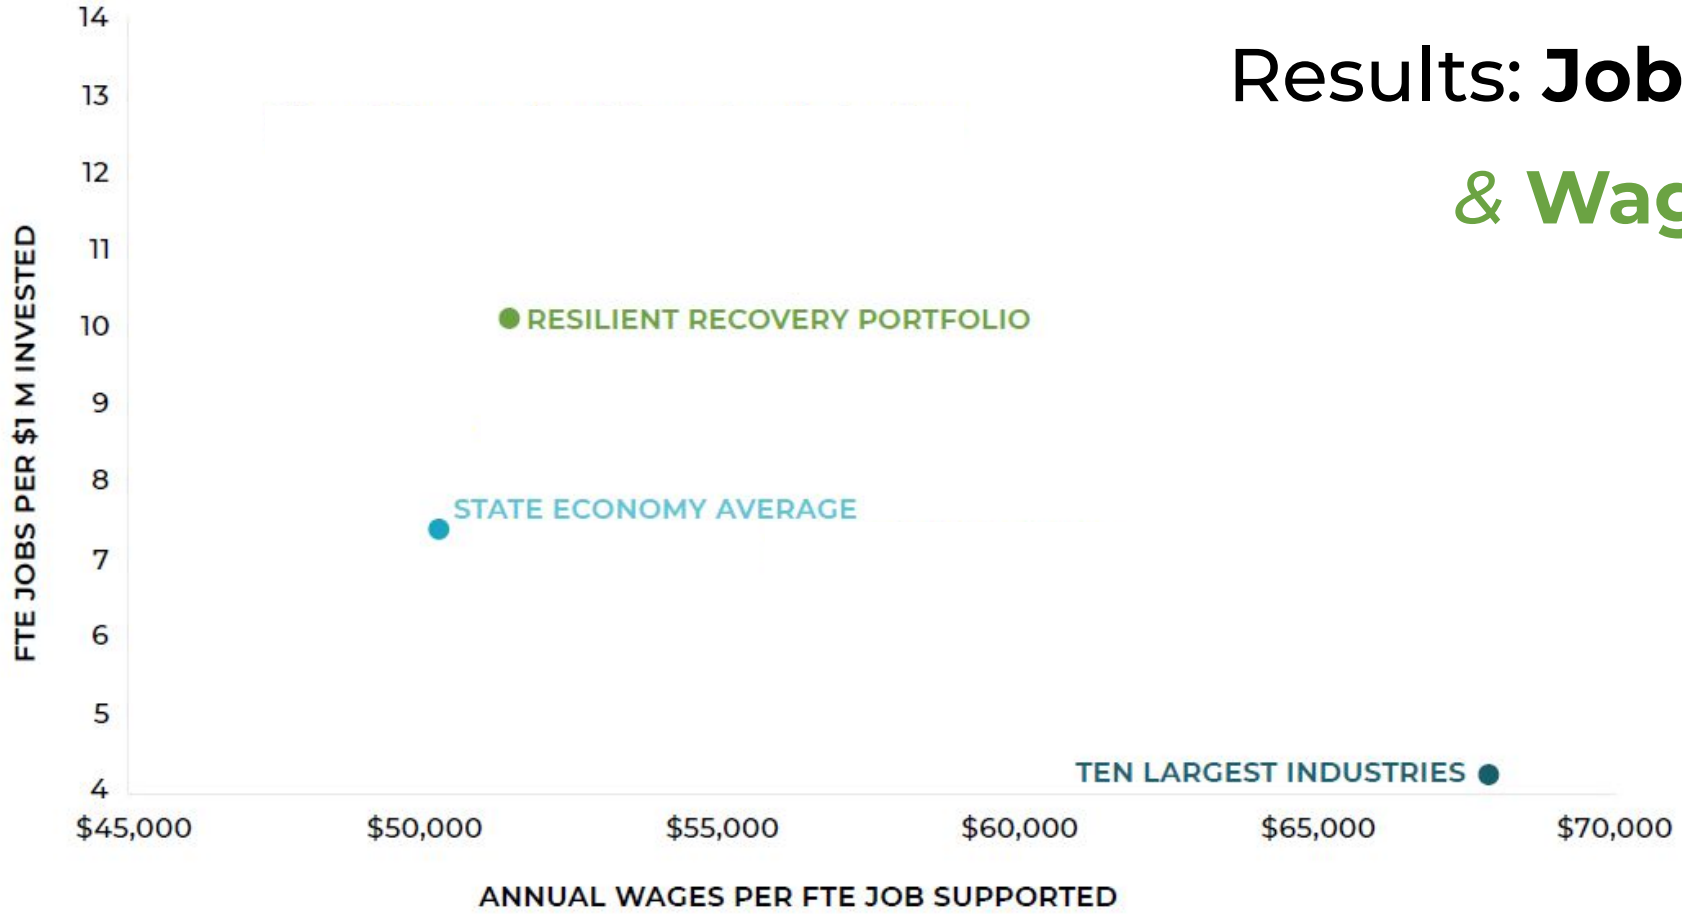 Results: Job
& Wag
14
13
12
11
10
9
8
7
6
5
4
FTE JOBS PER $1 M INVESTED
RESILIENT RECOVERY PORTFOLIO
STATE ECONOMY AVERAGE
TEN LARGEST INDUSTRIES
$45,000 $50,000 $55,000 $60,000 $65,000 $70,000
ANNUAL WAGES PER FTE JOB SUPPORTED